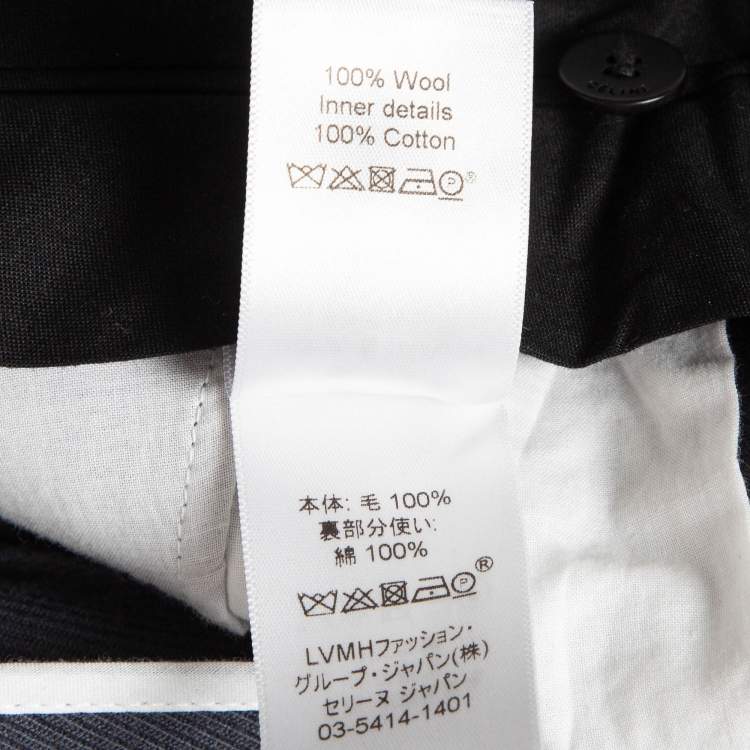 CELINE
100% Wool
Inner details
100% Cotton
P
®
本体: 毛 100%
裏部分使い:
綿 100%
P
®
LVMHファッション・
グループ・ジャパン(株)
セリーヌ ジャパン
03-5414-1401